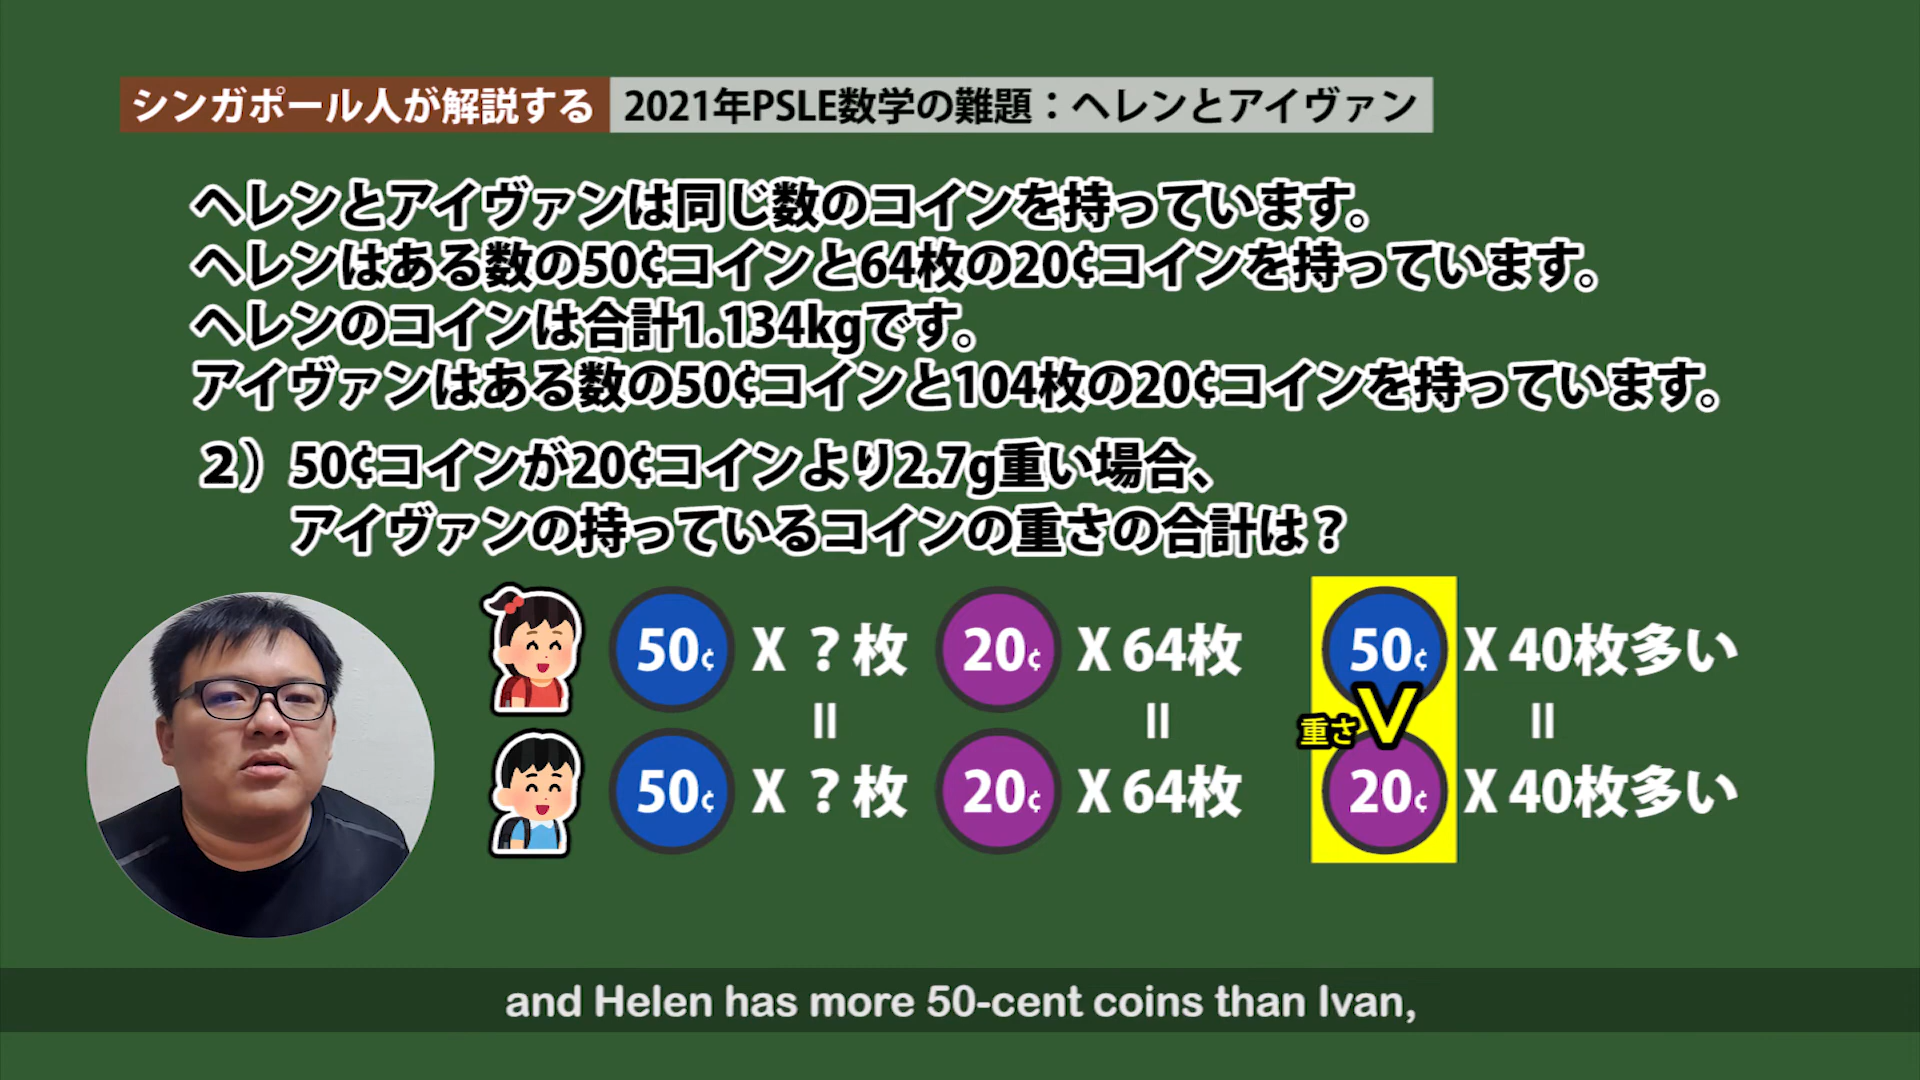 シンガポール人が解説する 2021年PSLE数学の難題：ヘレンとアイヴァン
ヘレンとアイヴァンは同じ数のコインを持っています。
ヘレンはある数の50¢コインと64枚の20¢コインを持っています。
ヘレンのコインは合計1.134kgです。
アイヴァンはある数の50¢コインと104枚の20¢コインを持っています。
２）50¢コインが20¢コインより2.7g重い場合、
アイヴァンの持っているコインの重さの合計は？
50¢ X ？枚 20¢ X 64枚 50¢ X 40枚多い
= = 重さ > =
50¢ X ？枚 20¢ X 64枚 20¢ X 40枚多い
and Helen has more 50-cent coins than Ivan,